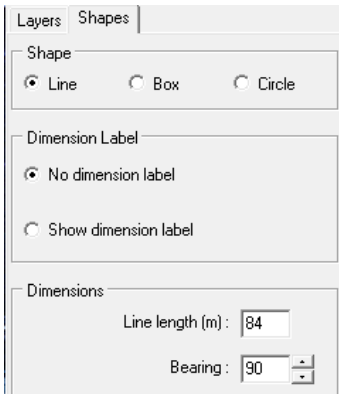 Layers Shapes
Shape
Line Box Circle
Dimension Label
No dimension label
Show dimension label
Dimensions
Line length (m) : 84
Bearing : 90